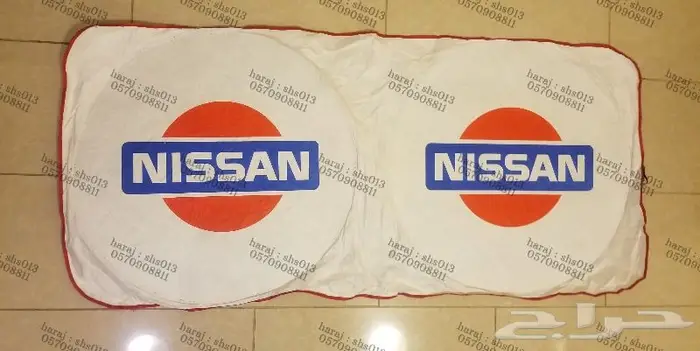 NISSAN
NISSAN
haraj : shs013
0570908811
حراج